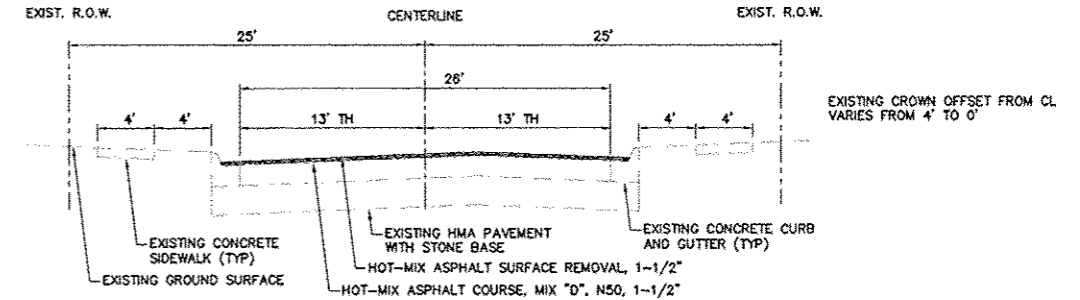 EXIST. R.O.W.
CENTERLINE
EXIST. R.O.W.
25'
25'
26'
EXISTING CROWN OFFSET FROM CL
VARIES FROM 4' TO 0'
4'
4'
13' TH
13' TH
4'
4'
EXISTING CONCRETE
SIDEWALK (TYP)
EXISTING GROUND SURFACE
EXISTING HMA PAVEMENT
WITH STONE BASE
EXISTING CONCRETE CURB
AND GUTTER (TYP)
HOT-MIX ASPHALT SURFACE REMOVAL, 1-1/2"
HOT-MIX ASPHALT COURSE, MIX "D", N50, 1-1/2"